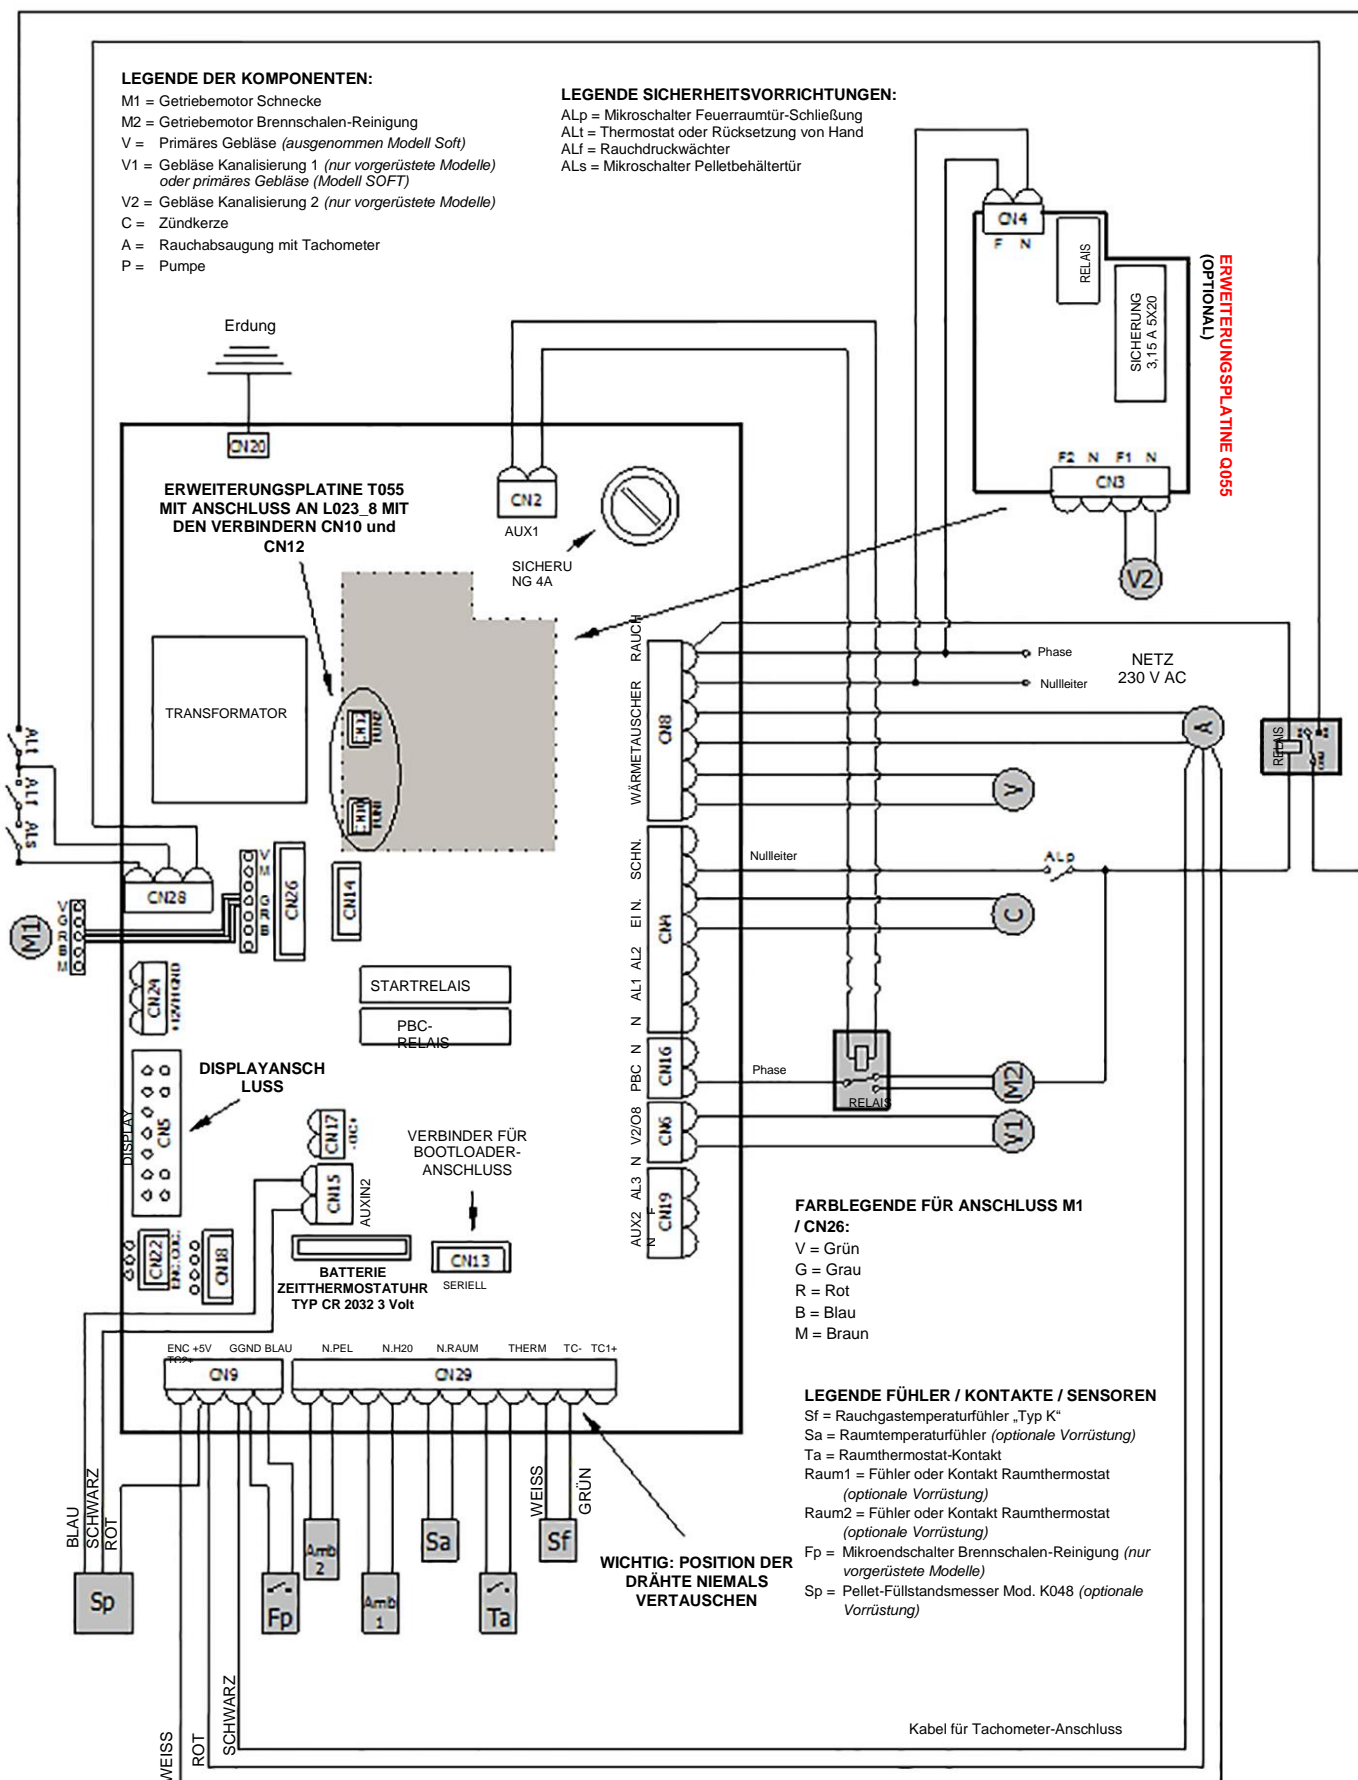 LEGENDE DER KOMPONENTEN:
M1 = Getriebemotor Schnecke
M2 = Getriebemotor Brennschalen-Reinigung
V = Primäres Gebläse (ausgenommen Modell Soft)
V1 = Gebläse Kanalisierung 1 (nur vorgerüstete Modelle)
oder primäres Gebläse (Modell SOFT)
V2 = Gebläse Kanalisierung 2 (nur vorgerüstete Modelle)
C = Zündkerze
A = Rauchabsaugung mit Tachometer
P = Pumpe
LEGENDE SICHERHEITSVORRICHTUNGEN:
ALp = Mikroschalter Feuerraumtür-Schließung
ALt = Thermostat oder Rücksetzung von Hand
ALf = Rauchdruckwächter
ALs = Mikroschalter Pelletbehältertür
CN4
F N
RELAIS
SICHERUNG
3,15 A 5X20
ERWEITERUNGSPLATINE Q055
(OPTIONAL)
F2 N F1 N
CN3
V2
Erdung
CN20
ERWEITERUNGSPLATINE T055
MIT ANSCHLUSS AN L023_8 MIT
DEN VERBINDERN CN10 und
CN12
CN2
AUX1
SICHERU
NG 4A
TRANSFORMATOR
CN12
CN10
RAUCH
WÄRMETAUSCHER
CN8
Phase
Nullleiter
NETZ
230 V AC
A
V
RELAIS
ALt
ALf
ALs
CN28
V
M
G
R
B
CN26
CN14
M1
V
G
R
B
M
SCHN.
EI N.
AL2
AL1
N
CN4
Nullleiter
ALp
C
CN24
+12V H GND
STARTRELAIS
PBC-
RELAIS
N
PBC
CN16
Phase
RELAIS
M2
DISPLAYANSCH
LUSS
DISPLAY
CN5
CN17
V2/O8
N
CN6
V1
CN15
AUXIN2
VERBINDER FÜR
BOOTLOADER-
ANSCHLUSS
AL3
AUX2
F
N
CN19
CN22
CN18
BATTERIE
ZEITTHERMOSTATUHR
TYP CR 2032 3 Volt
CN13
SERIELL
FARBLEGENDE FÜR ANSCHLUSS M1
/ CN26:
V = Grün
G = Grau
R = Rot
B = Blau
M = Braun
ENC +5V GGND BLAU N.PEL N.H20 N.RAUM THERM TC- TC1+
TC2+
CN9
CN29
LEGENDE FÜHLER / KONTAKTE / SENSOREN
Sf = Rauchgastemperaturfühler „Typ K“
Sa = Raumtemperaturfühler (optionale Vorrüstung)
Ta = Raumthermostat-Kontakt
Raum1 = Fühler oder Kontakt Raumthermostat
(optionale Vorrüstung)
Raum2 = Fühler oder Kontakt Raumthermostat
(optionale Vorrüstung)
Fp = Mikroendschalter Brennschalen-Reinigung (nur
vorgerüstete Modelle)
Sp = Pellet-Füllstandsmesser Mod. K048 (optionale
Vorrüstung)
BLAU
SCHWARZ
ROT
WEISS
GRÜN
Sp
Fp
Amb
2
Amb
1
Sa
Ta
Sf
WICHTIG: POSITION DER
DRÄHTE NIEMALS
VERTAUSCHEN
WEISS
ROT
SCHWARZ
Kabel für Tachometer-Anschluss